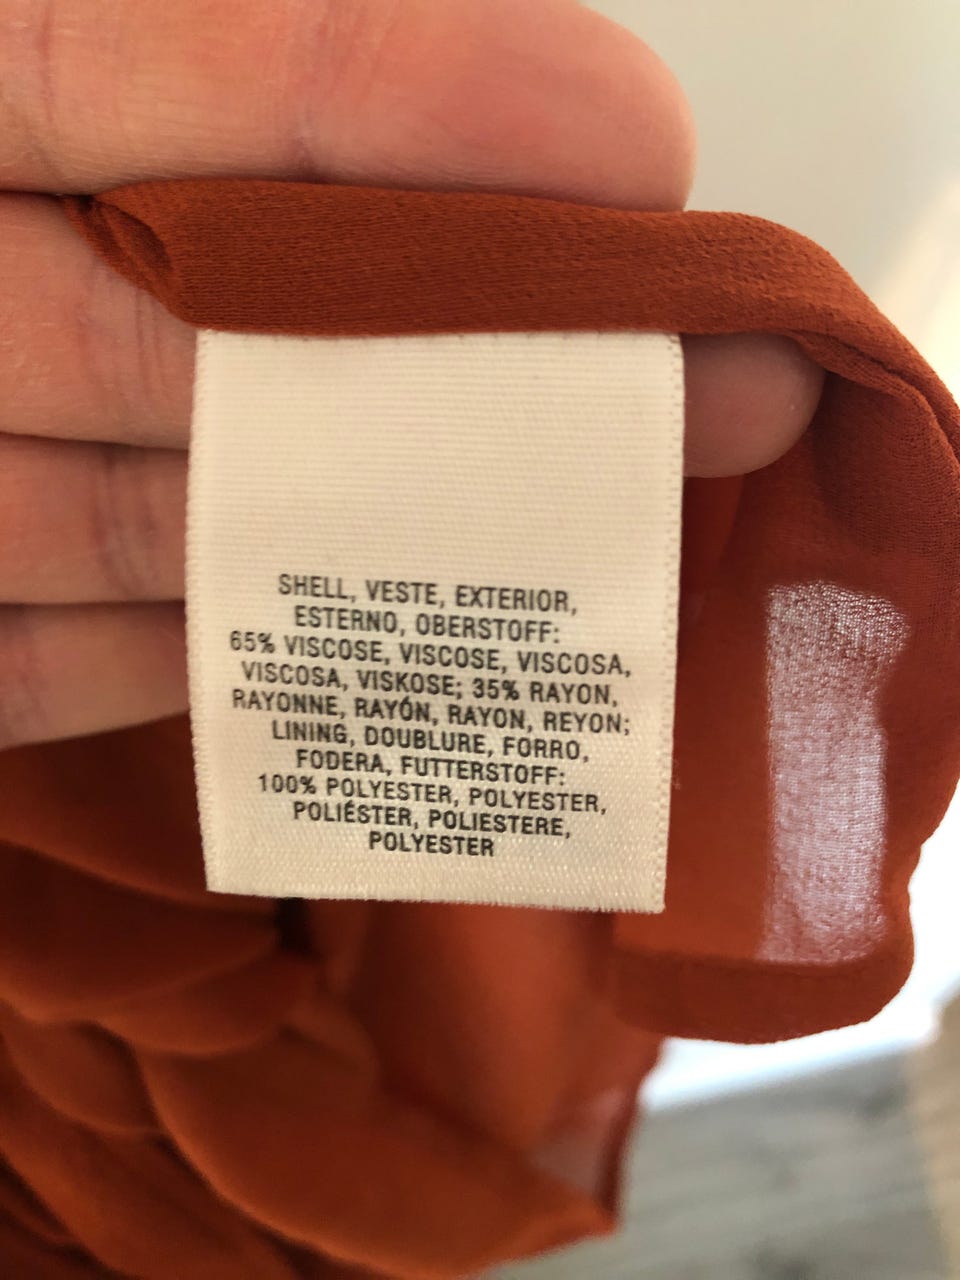 SHELL, VESTE, EXTERIOR,
ESTERNO, OBERSTOFF:
65% VISCOSE, VISCOSE, VISCOSA,
VISCOSA, VISKOSE; 35% RAYON,
RAYONNE, RAYÓN, RAYON, REYON;
LINING, DOUBLURE, FORRO,
FODERA, FUTTERSTOFF:
100% POLYESTER, POLYESTER,
POLIÉSTER, POLIESTERE,
POLYESTER